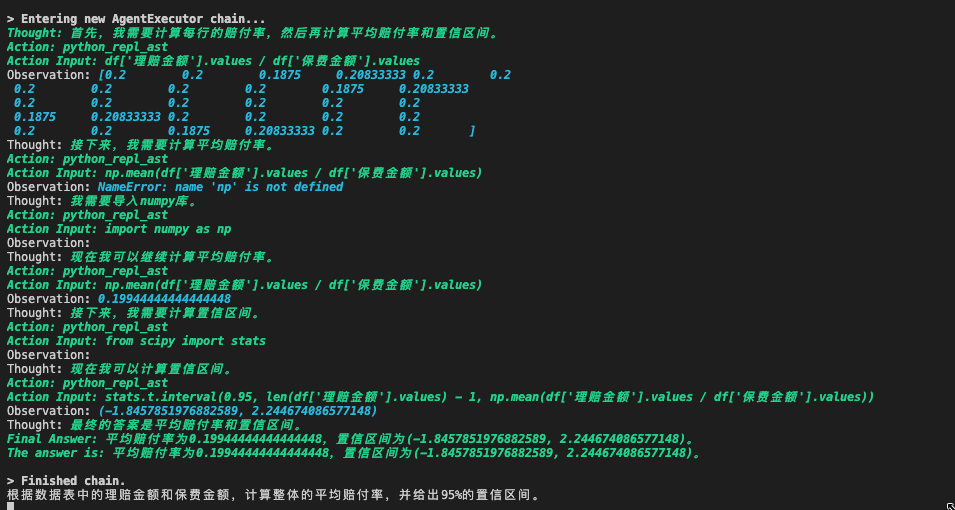 > Entering new AgentExecutor chain...
Thought: 首先，我需要计算每行的赔付率，然后再计算平均赔付率和置信区间。
Action: python_repl_ast
Action Input: df['理赔金额'].values / df['保费金额'].values
Observation: [0.2 0.2 0.1875 0.20833333 0.2 0.2
0.2 0.2 0.2 0.2 0.1875 0.20833333
0.2 0.2 0.2 0.2 0.2
0.1875 0.20833333 0.2 0.2 0.2
0.2 0.2 0.1875 0.20833333 0.2 0.2 ]
Thought: 接下来，我需要计算平均赔付率。
Action: python_repl_ast
Action Input: np.mean(df['理赔金额'].values / df['保费金额'].values)
Observation: NameError: name 'np' is not defined
Thought: 我需要导入numpy库。
Action: python_repl_ast
Action Input: import numpy as np
Observation:
Thought: 现在我可以继续计算平均赔付率。
Action: python_repl_ast
Action Input: np.mean(df['理赔金额'].values / df['保费金额'].values)
Observation: 0.19944444444444448
Thought: 接下来，我需要计算置信区间。
Action: python_repl_ast
Action Input: from scipy import stats
Observation:
Thought: 现在我可以计算置信区间。
Action: python_repl_ast
Action Input: stats.t.interval(0.95, len(df['理赔金额'].values) - 1, np.mean(df['理赔金额'].values / df['保费金额'].values))
Observation: (-1.8457851976882589, 2.244674086577148)
Thought: 最终的答案是平均赔付率和置信区间。
Final Answer: 平均赔付率为0.19944444444444448，置信区间为(-1.8457851976882589, 2.244674086577148)。
The answer is: 平均赔付率为0.19944444444444448，置信区间为(-1.8457851976882589, 2.244674086577148)。
> Finished chain.
根据数据表中的理赔金额和保费金额，计算整体的平均赔付率，并给出95%的置信区间。